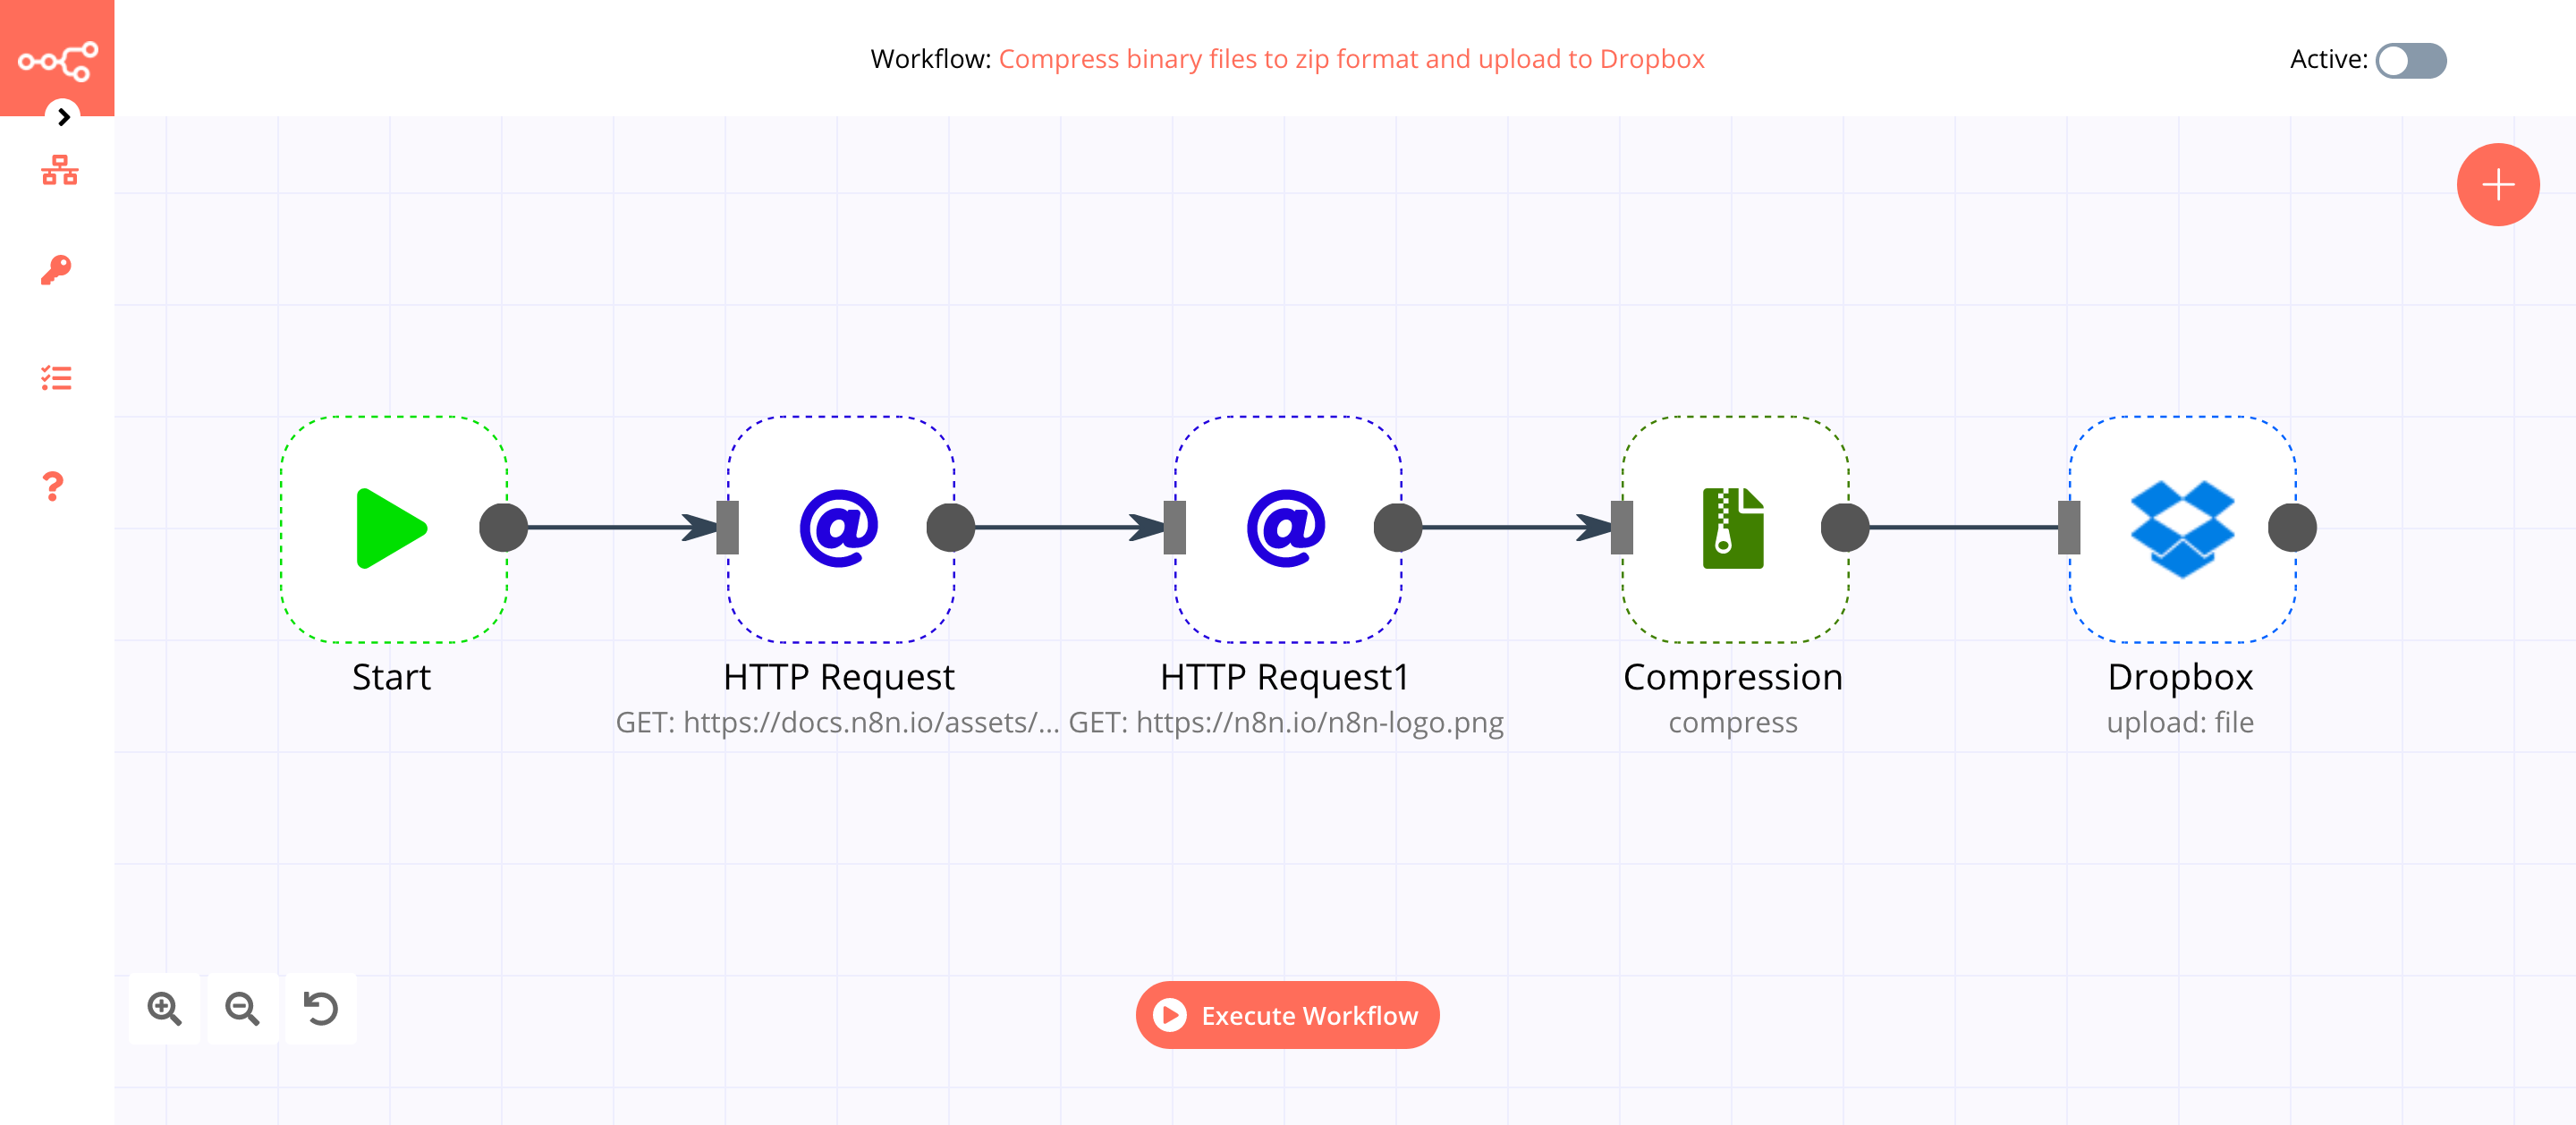 Workflow: Compress binary files to zip format and upload to Dropbox
Active:
Start
HTTP Request
HTTP Request1
Compression
Dropbox
GET: https://docs.n8n.io/assets/...
GET: https://n8n.io/n8n-logo.png
compress
upload: file
Execute Workflow